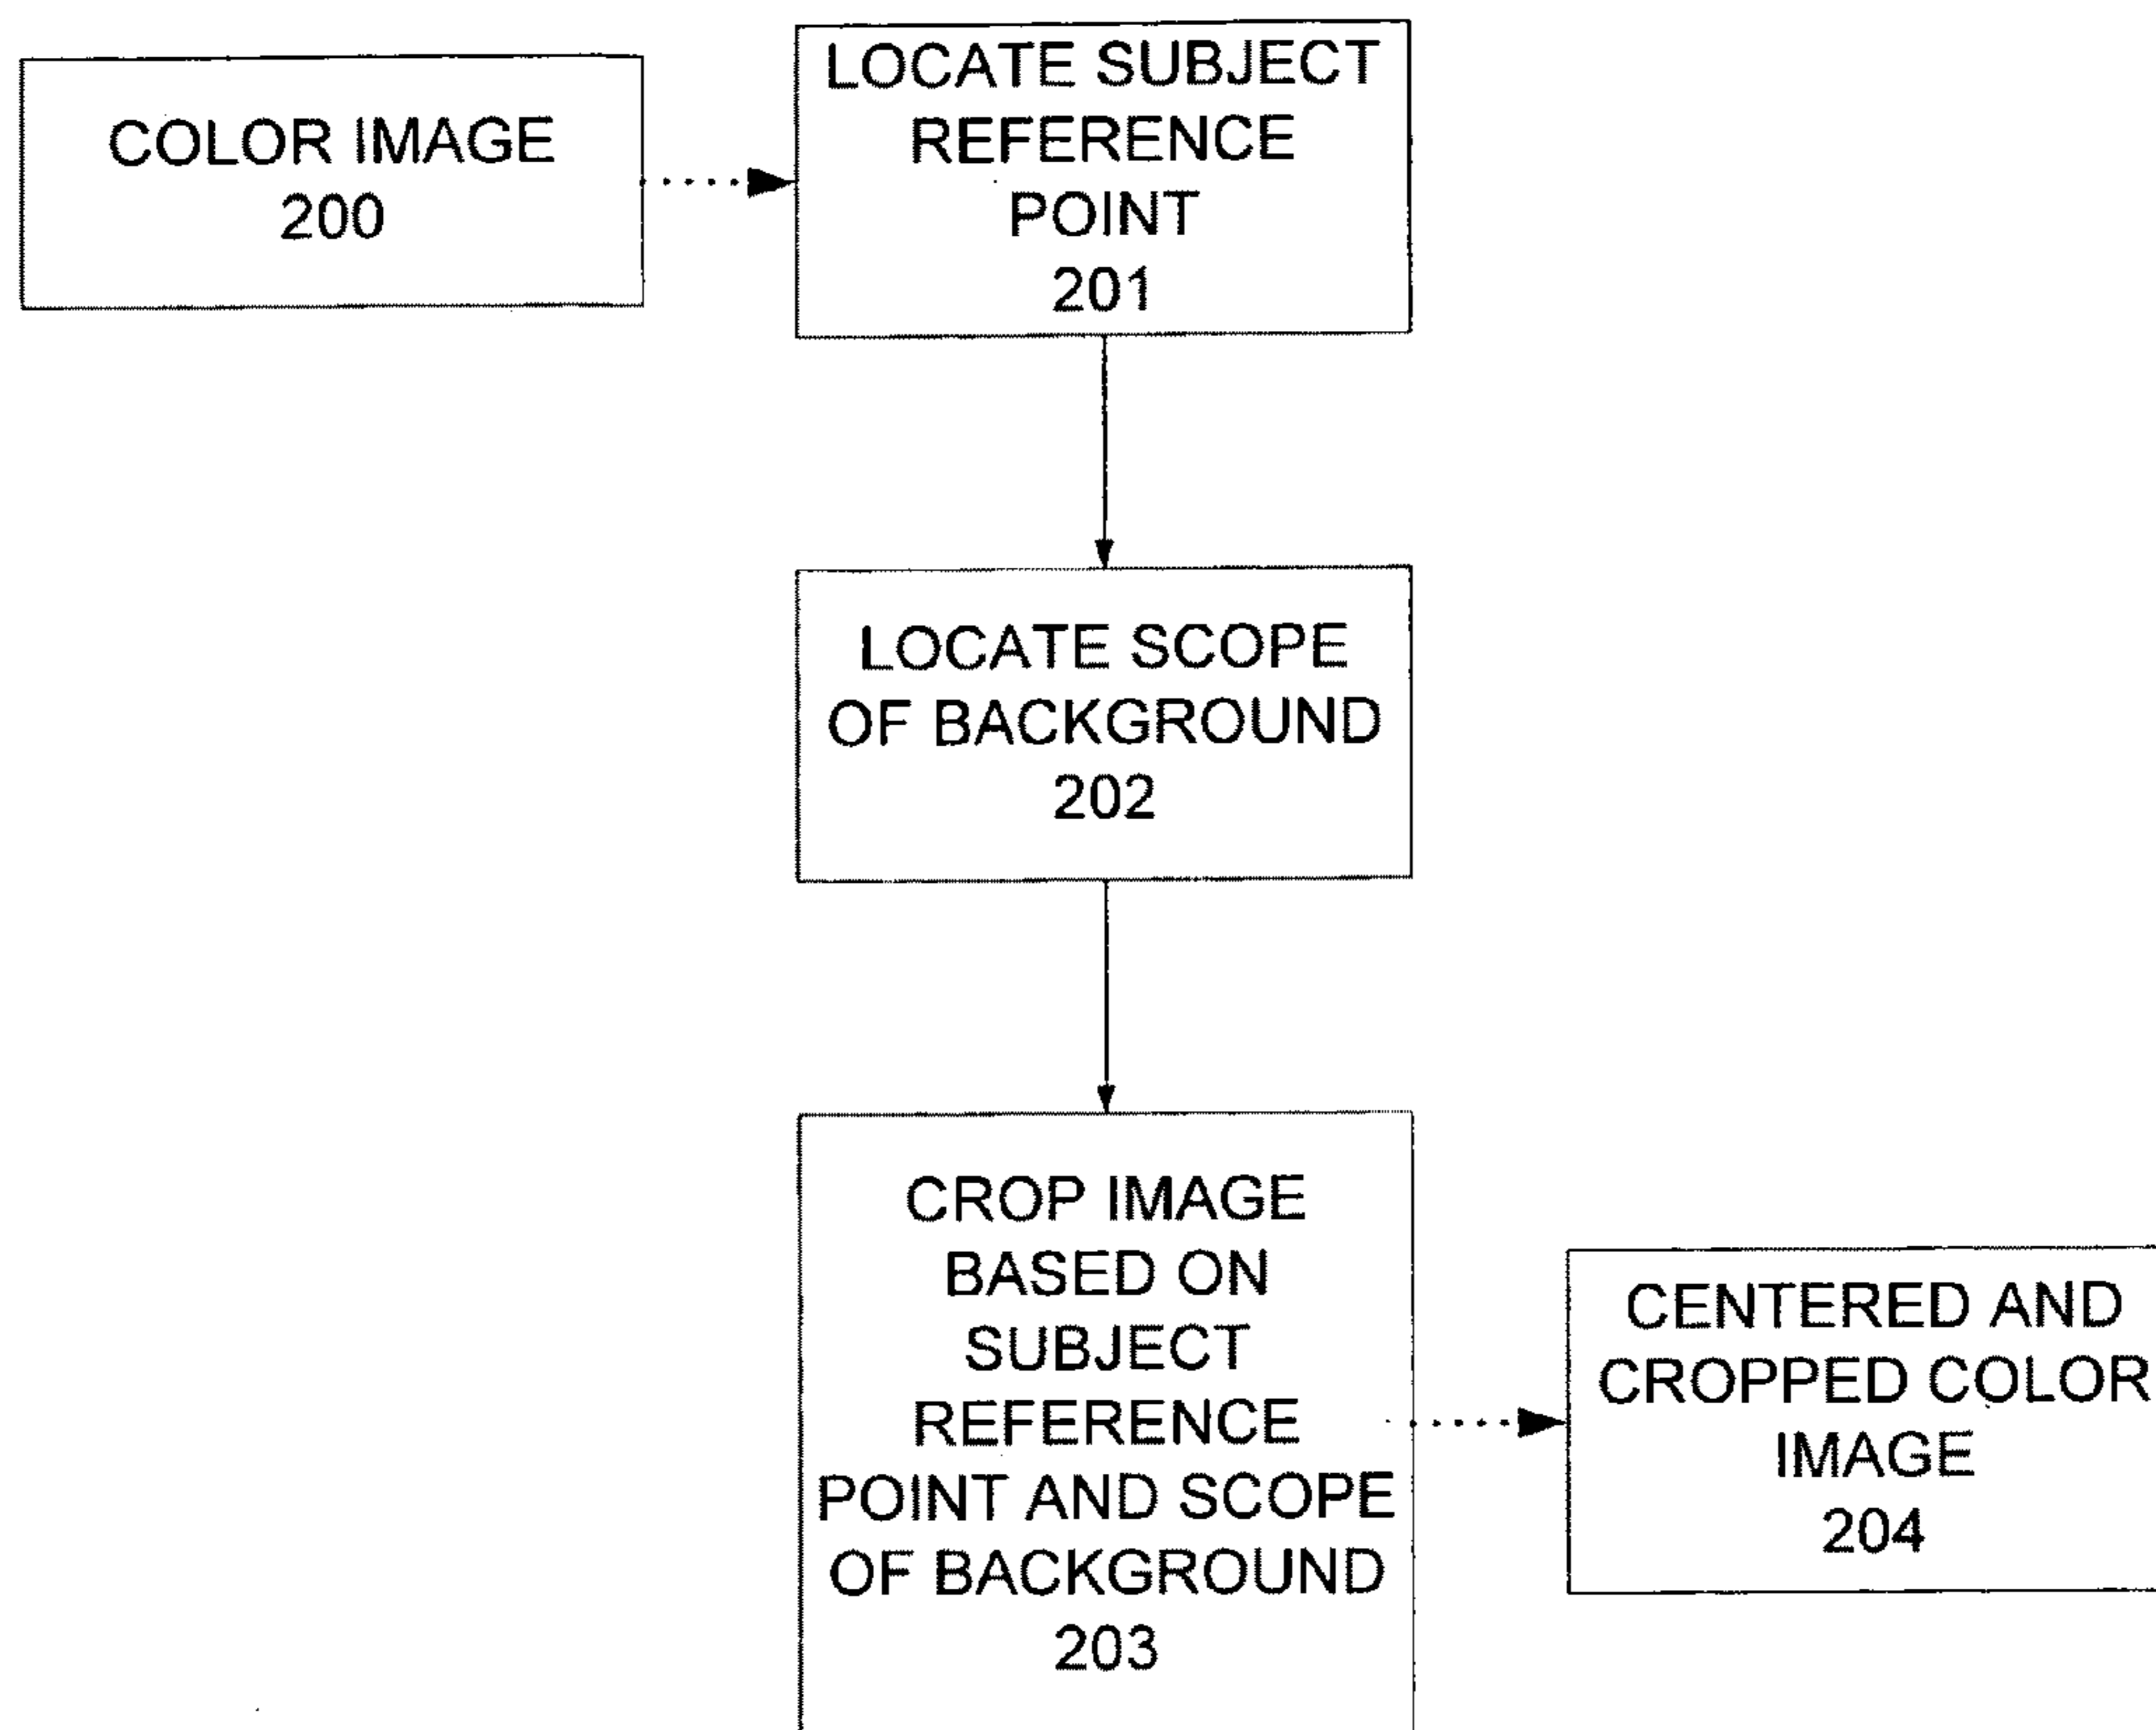 COLOR IMAGE
200
LOCATE SUBJECT
REFERENCE
POINT
201
LOCATE SCOPE
OF BACKGROUND
202
CROP IMAGE
BASED ON
SUBJECT
REFERENCE
POINT AND SCOPE
OF BACKGROUND
203
CENTERED AND
CROPPED COLOR
IMAGE
204